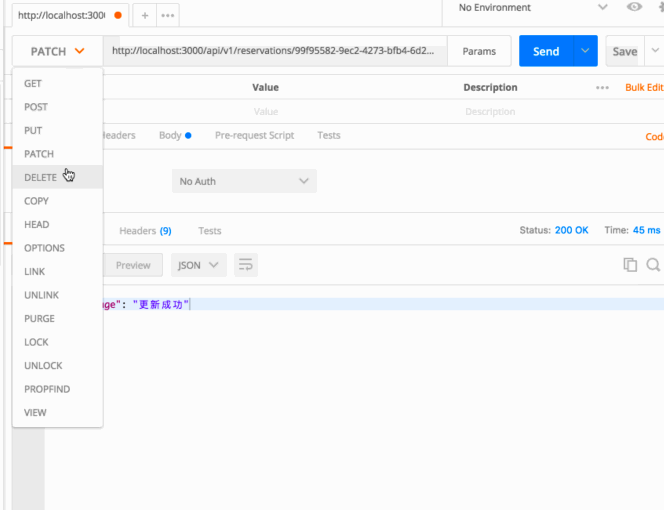 http://localhost:300
No Environment
PATCH
http://localhost:3000/api/v1/reservations/99f95582-9ec2-4273-bfb4-6d2...
Params
Send
Save
GET
POST
PUT
PATCH
DELETE
COPY
HEAD
OPTIONS
LINK
UNLINK
PURGE
LOCK
UNLOCK
PROPFIND
VIEW
Value
Description
Bulk Edit
Value
Description
Headers
Body
Pre-request Script
Tests
No Auth
Headers (9)
Tests
Status: 200 OK
Time: 45 ms
Preview
JSON
": "更新成功"